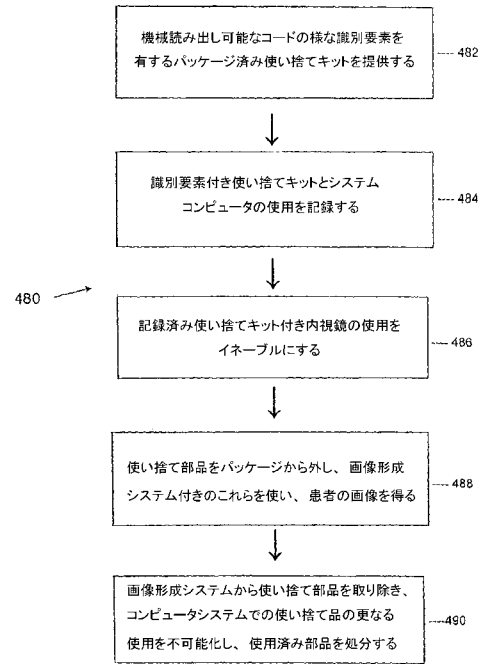 機械読み出し可能なコードの様な識別要素を
有するパッケージ済み使い捨てキットを提供する
482
識別要素付き使い捨てキットとシステム
コンピュータの使用を記録する
484
480
記録済み使い捨てキット付き内視鏡の使用を
イネーブルにする
486
使い捨て部品をパッケージから外し、画像形成
システム付きのこれらを使い、患者の画像を得る
488
画像形成システムから使い捨て部品を取り除き、
コンピュータシステムでの使い捨て品の更なる
使用を不可能化し、使用済み部品を処分する
490